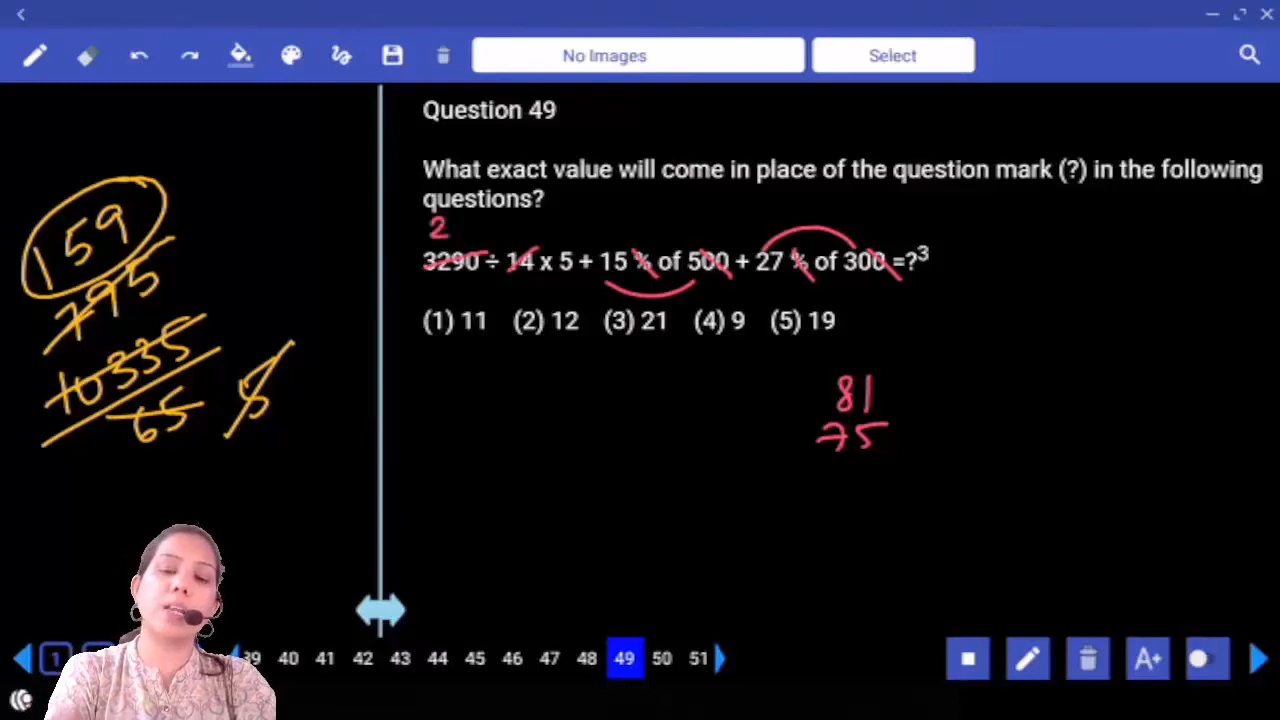 No Images
Select
Question 49
What exact value will come in place of the question mark (?) in the following
questions?
2
3290 ÷ 14 x 5 + 15 % of 500 + 27 % of 300 =?³
(1) 11 (2) 12 (3) 21 (4) 9 (5) 19
81
75
159
795
10335
65
8
1
39 40 41 42 43 44 45 46 47 48 49 50 51
A+